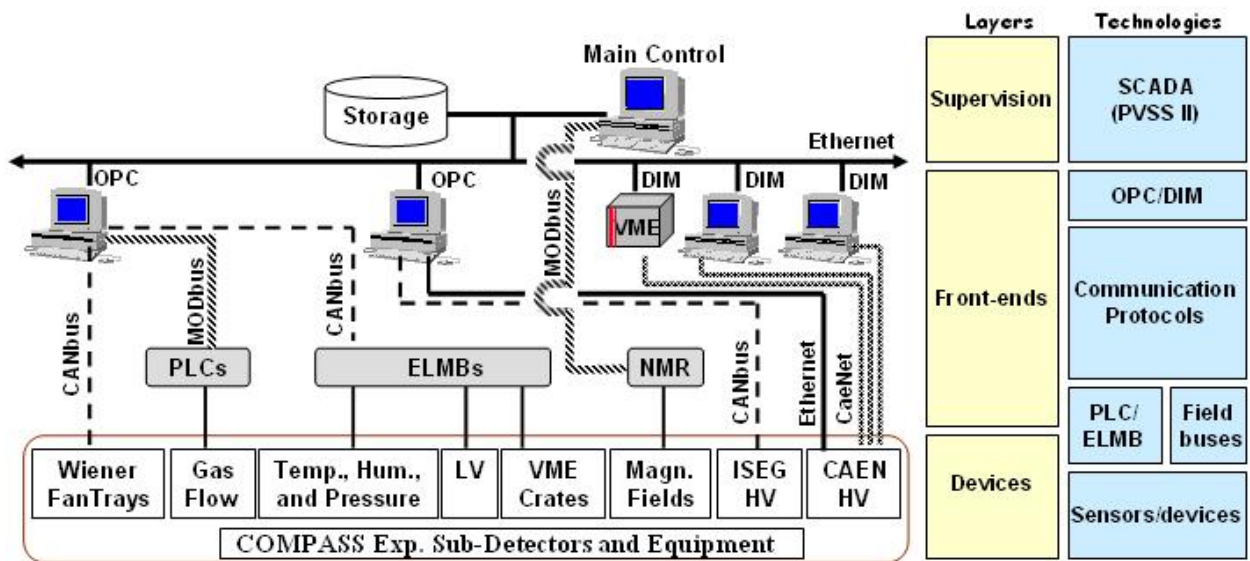 Layers
Technologies
Main Control
Storage
Ethernet
Supervision
SCADA
(PVSS II)
OPC
OPC
DIM
DIM
DIM
VME
OPC/DIM
CANbus
MODbus
CANbus
MODbus
CANbus
Ethernet
CaeNet
Front-ends
Communication
Protocols
PLCs
ELMBs
NMR
PLC/
ELMB
Field
buses
Wiener
FanTrays
Gas
Flow
Temp., Hum.,
and Pressure
LV
VME
Crates
Magn.
Fields
ISEG
HV
CAEN
HV
Devices
Sensors/devices
COMPASS Exp. Sub-Detectors and Equipment